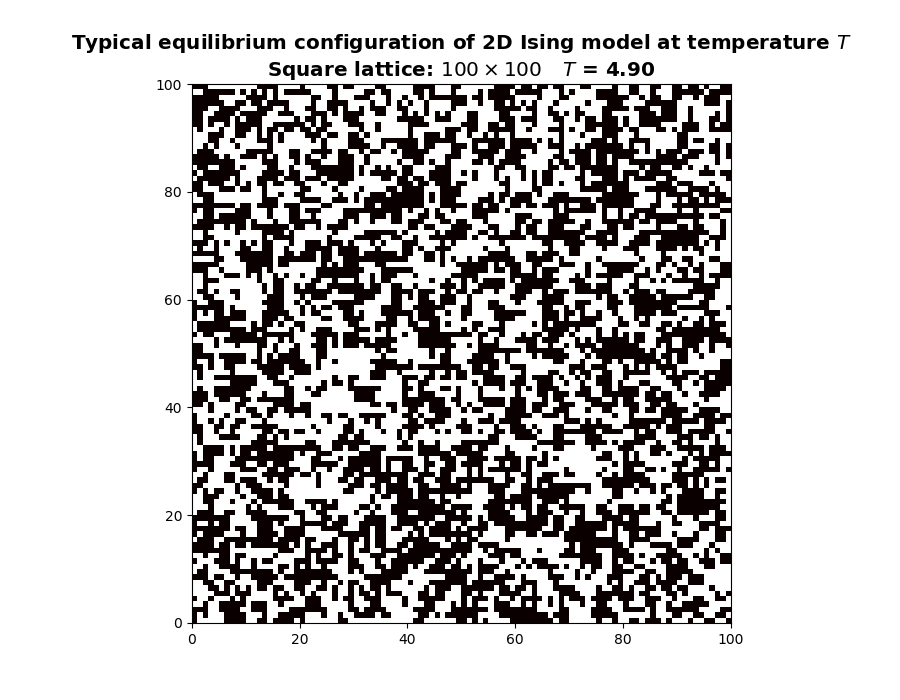 Typical equilibrium configuration of 2D Ising model at temperature T
Square lattice: 100 × 100 T = 4.90
100
80
60
40
20
0
0 20 40 60 80 100